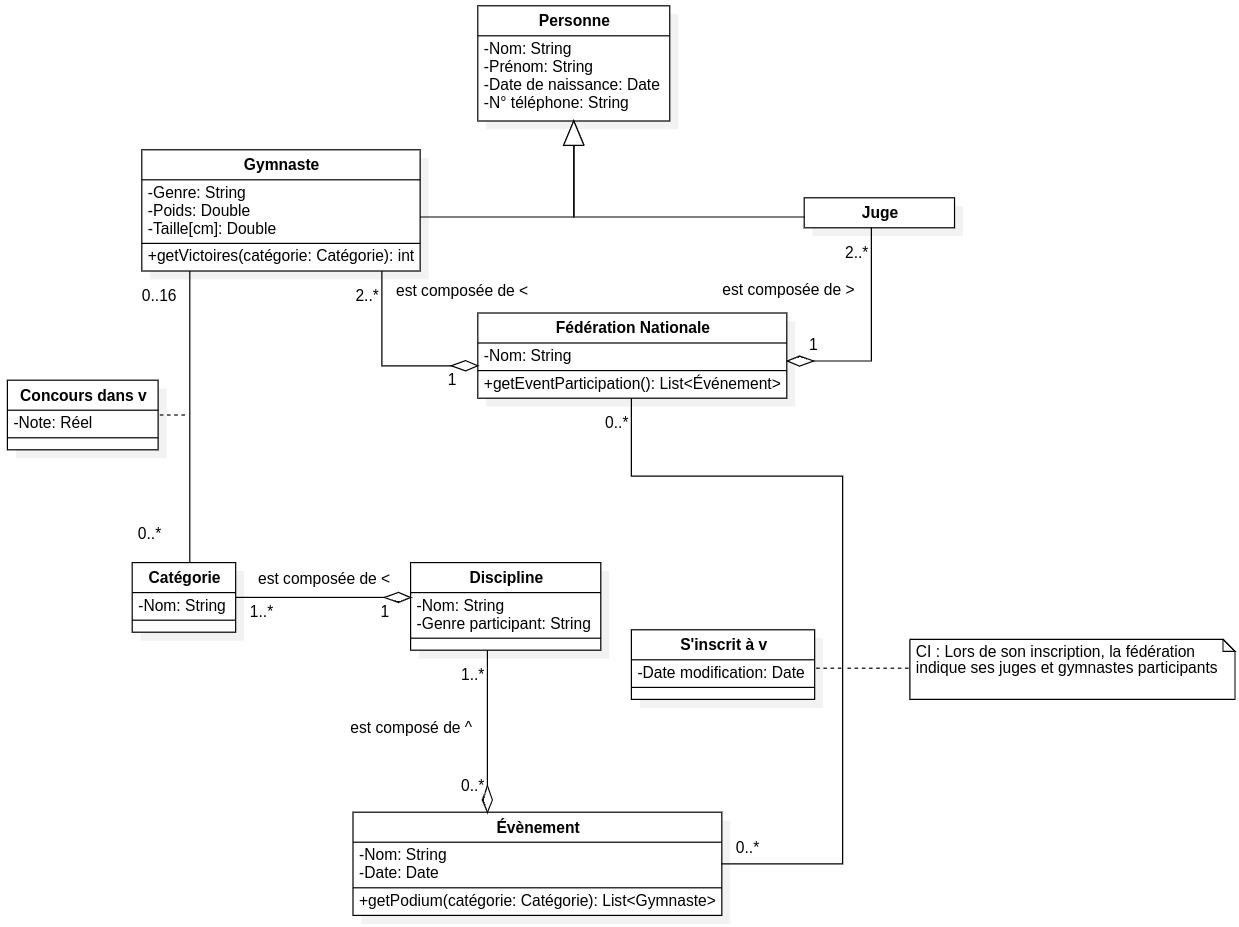 Personne
-Nom: String
-Prénom: String
-Date de naissance: Date
-N° téléphone: String
Gymnaste
-Genre: String
-Poids: Double
-Taille[cm]: Double
+getVictoires(catégorie: Catégorie): int
Juge
0..16
2..*
est composée de <
est composée de >
2..*
Fédération Nationale
-Nom: String
+getEventParticipation(): List<Événement>
1
1
0..*
Concours dans v
-Note: Réel
0..*
Catégorie
-Nom: String
est composée de <
1..*
1
Discipline
-Nom: String
-Genre participant: String
1..*
est composé de ^
0..*
S'inscrit à v
-Date modification: Date
CI : Lors de son inscription, la fédération
indique ses juges et gymnastes participants
Évènement
-Nom: String
-Date: Date
+getPodium(catégorie: Catégorie): List<Gymnaste>
0..*